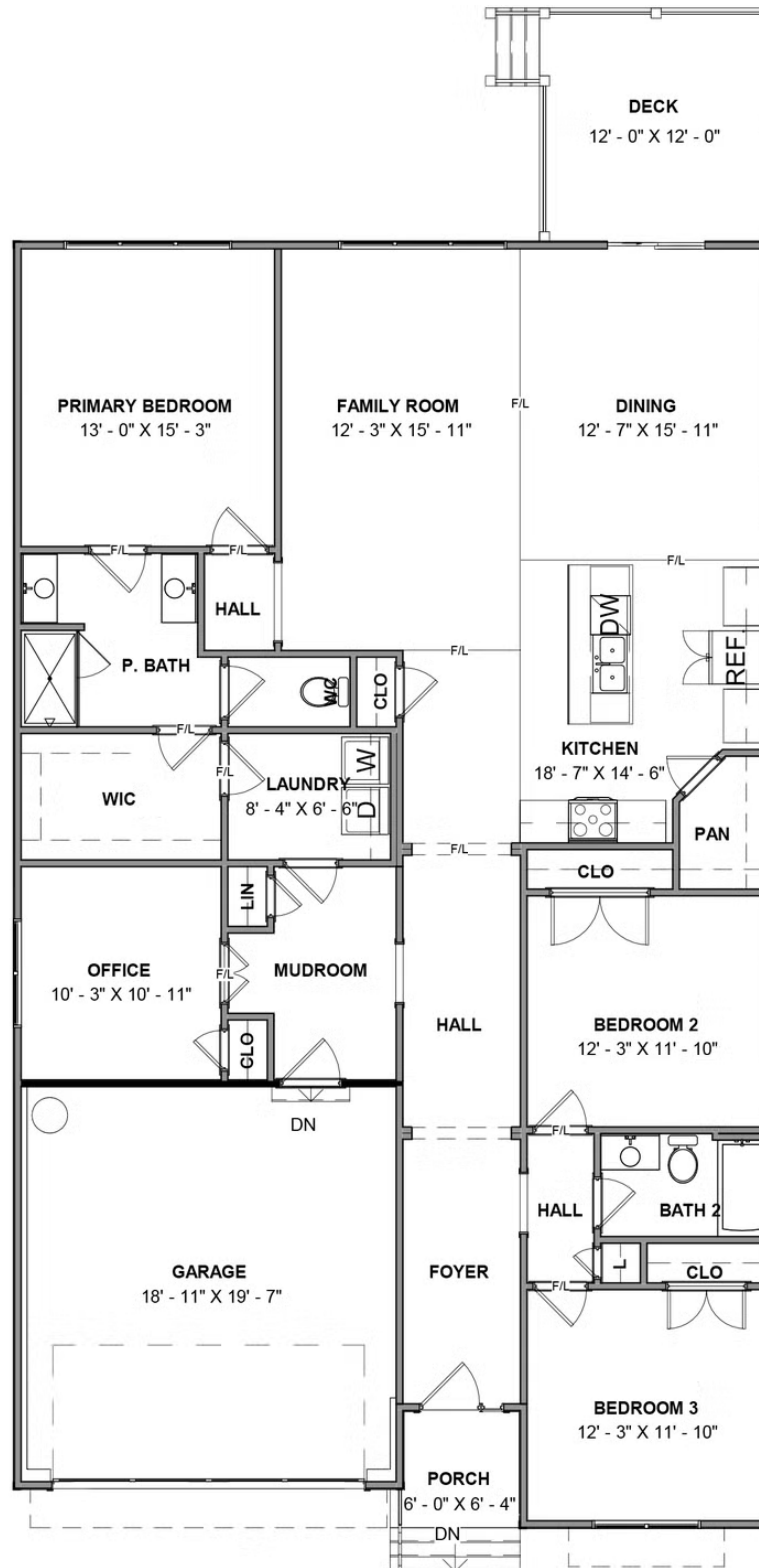 DECK
12' - 0" X 12' - 0"
PRIMARY BEDROOM
13' - 0" X 15' - 3"
FAMILY ROOM
12' - 3" X 15' - 11"
F/L
DINING
12' - 7" X 15' - 11"
F/L
F/L
F/L
HALL
DW
REF
P. BATH
WC
CLO
F/L
F/L
KITCHEN
18' - 7" X 14' - 6"
WIC
F/L
LAUNDRY
8' - 4" X 6' - 6"
W
D
PAN
F/L
CLO
LIN
OFFICE
10' - 3" X 10' - 11"
F/L
MUDROOM
HALL
BEDROOM 2
12' - 3" X 11' - 10"
CLO
DN
F/L
HALL
BATH 2
GARAGE
18' - 11" X 19' - 7"
FOYER
L
CLO
F/L
BEDROOM 3
12' - 3" X 11' - 10"
PORCH
6' - 0" X 6' - 4"
DN